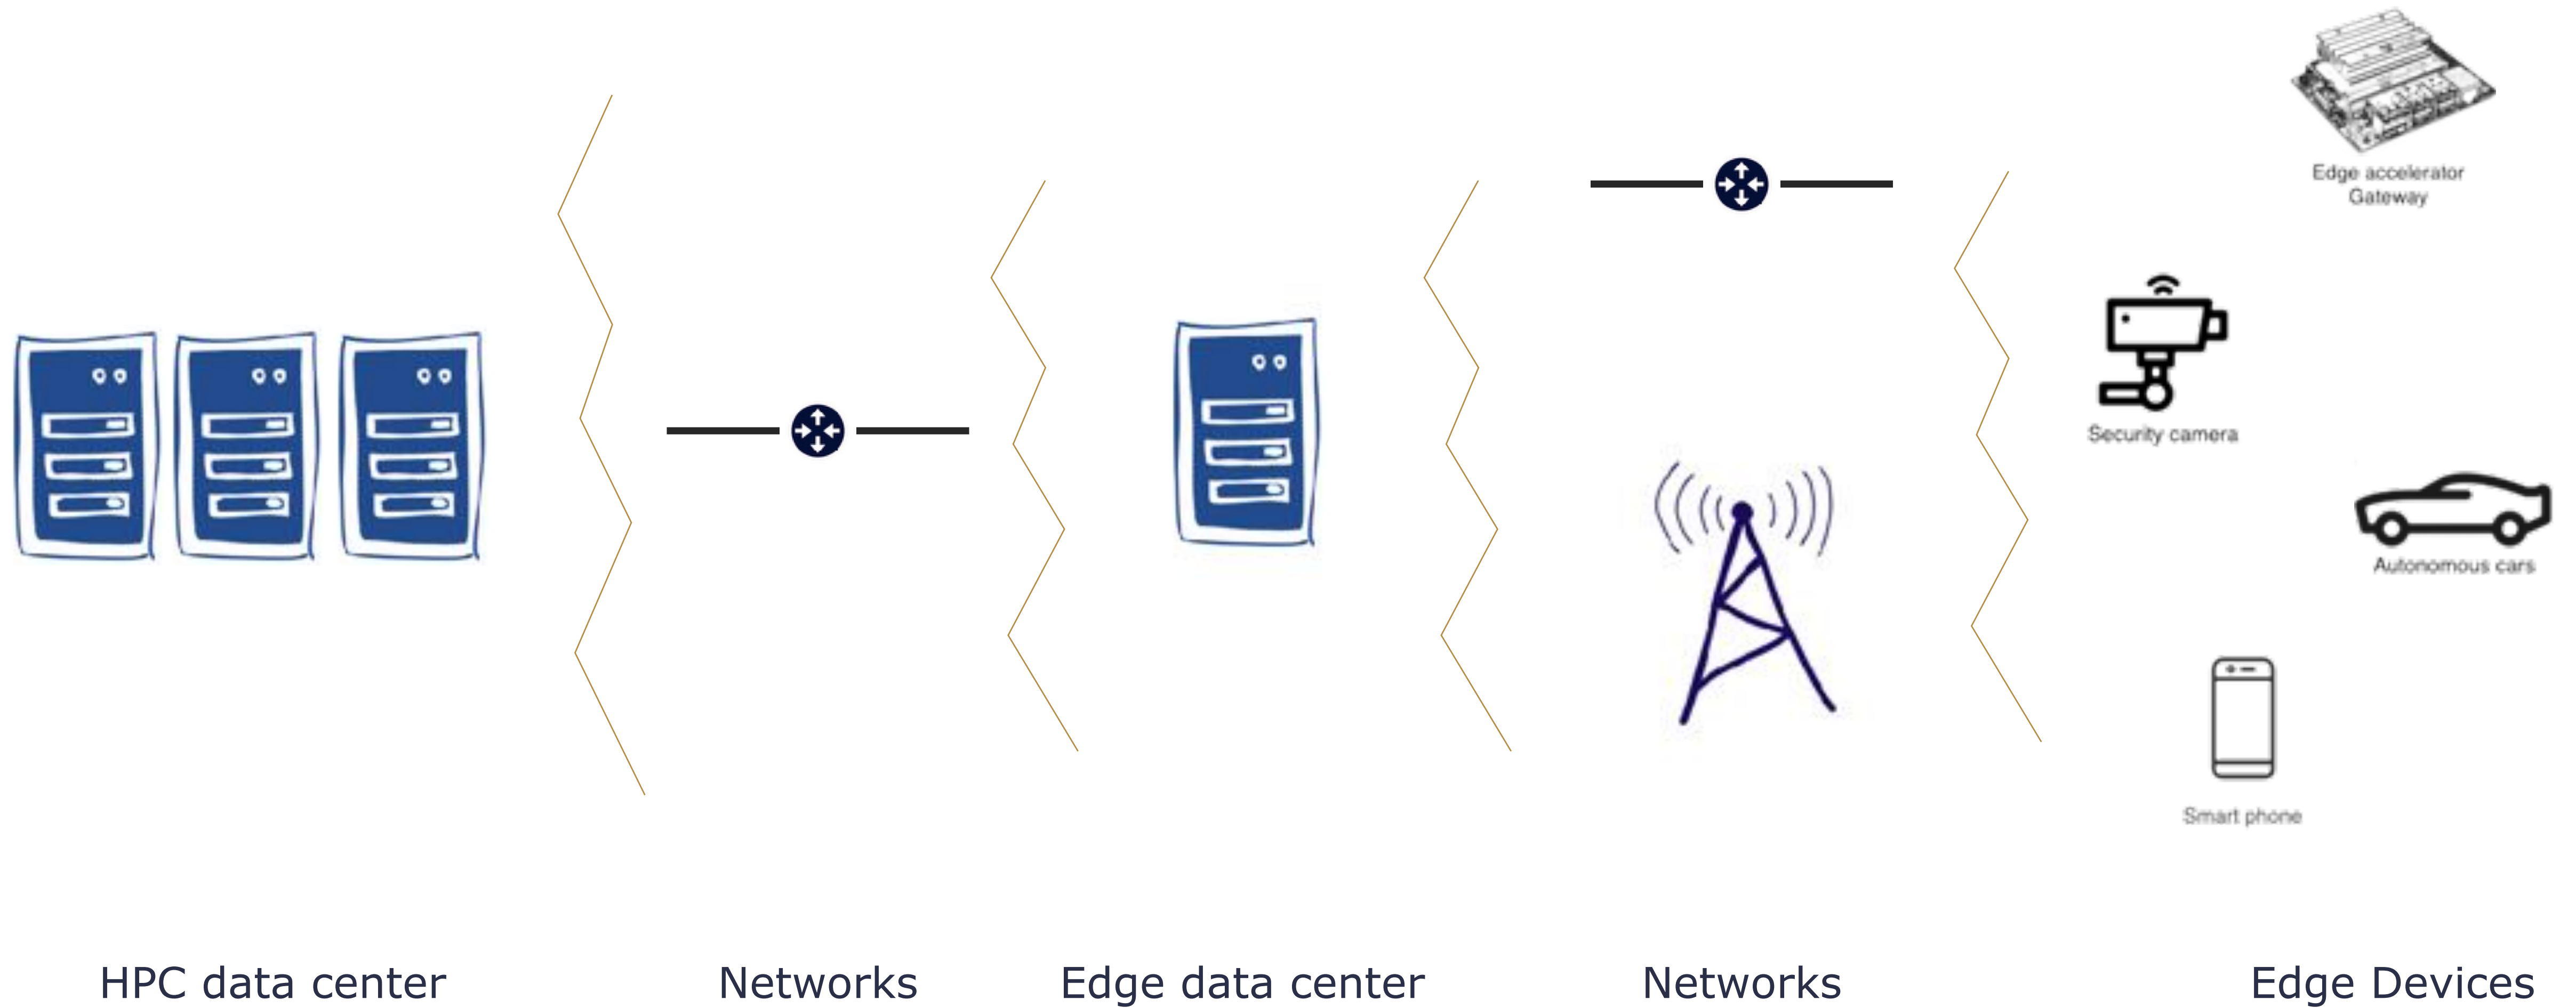 Edge accelerator
Gateway
Security camera
Autonomous cars
Smart phone
HPC data center
Networks
Edge data center
Networks
Edge Devices